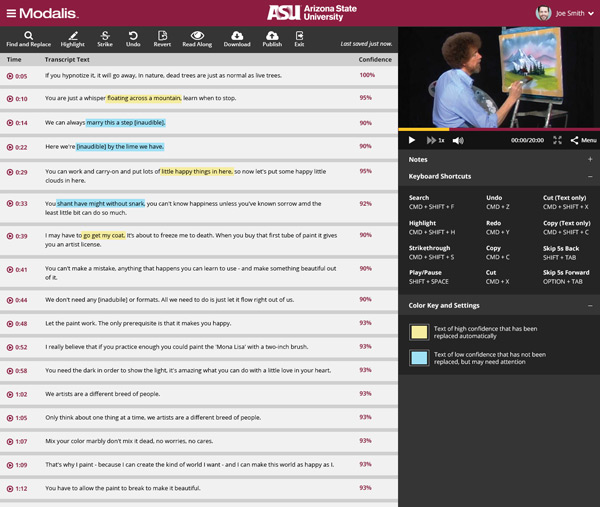 Modalis.
ASU Arizona State University
Joe Smith
Find and Replace Highlight Strike Undo Revert Read Along Download Publish Exit Last saved just now.
Time Transcript Text Confidence
0:05 If you hypnotize it, it will go away. In nature, dead trees are just as normal as live trees. 100%
0:10 You are just a whisper floating across a mountain, learn when to stop. 95%
0:14 We can always marry this a step [inaudible]. 90%
0:22 Here we're [inaudible] by the lime we have. 90%
0:29 You can work and carry-on and put lots of little happy things in here, so now let's put some happy little 95%
clouds in here.
0:33 You shant have might without snark, you can't know happiness unless you've known sorrow amd the 92%
least little bit can do so much.
0:39 I may have to go get my coat. It's about to freeze me to death. When you buy that first tube of paint it gives 90%
you an artist license.
0:41 You can't make a mistake, anything that happens you can learn to use - and make something beautiful out 90%
of it.
0:44 We don't need any [inadubile] or formats. All we need to do is just let it flow right out of us. 90%
0:48 Let the paint work. The only prerequisite is that it makes you happy. 93%
0:52 I really believe that if you practice enough you could paint the 'Mona Lisa' with a two-inch brush. 93%
0:58 You need the dark in order to show the light, it's amazing what you can do with a little love in your heart. 93%
1:02 We artists are a different breed of people. 93%
1:05 Only think about one thing at a time, we artists are a different breed of people. 93%
1:07 Mix your color marbly don't mix it dead, no worries, no cares. 93%
1:09 That's why I paint - because I can create the kind of world I want - and I can make this world as happy as I. 93%
1:12 You have to allow the paint to break to make it beautiful. 93%
1x 00:00/20:00 Menu
Notes +
Keyboard Shortcuts –
Search Undo Cut (Text only)
CMD + SHIFT + F CMD + Z CMD + SHIFT + X
Highlight Redo Copy (Text only)
CMD + SHIFT + H CMD + Y CMD + SHIFT + C
Strikethrough Copy Skip 5s Back
CMD + SHIFT + S CMD + C SHIFT + TAB
Play/Pause Cut Skip 5s Forward
SHIFT + SPACE CMD + X OPTION + TAB
Color Key and Settings –
Text of high confidence that has been
replaced automatically
Text of low confidence that has not been
replaced, but may need attention